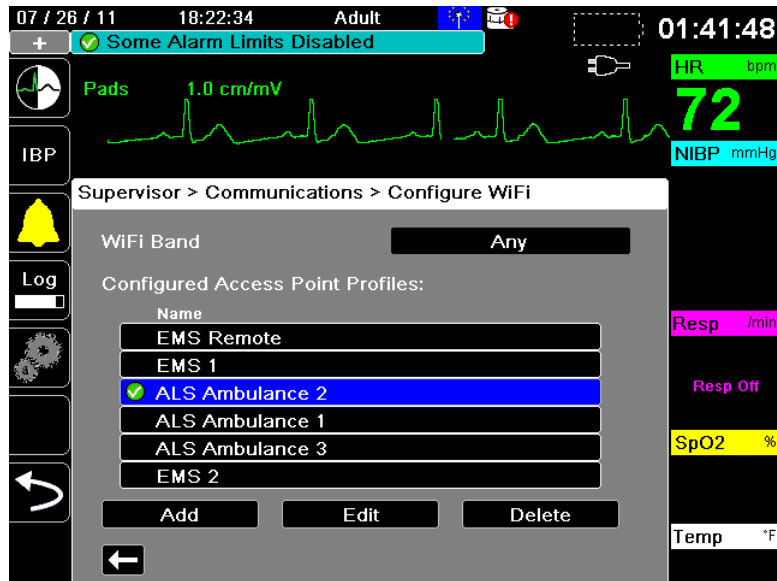 07 / 26 / 11 18:22:34 Adult
Some Alarm Limits Disabled
01:41:48
Pads 1.0 cm/mV
HR bpm
72
IBP
NIBP mmHg
Supervisor > Communications > Configure WiFi
WiFi Band Any
Log
Configured Access Point Profiles:
Name
EMS Remote
EMS 1
ALS Ambulance 2
ALS Ambulance 1
ALS Ambulance 3
EMS 2
Add Edit Delete
Resp /min
Resp Off
SpO2 %
Temp °F